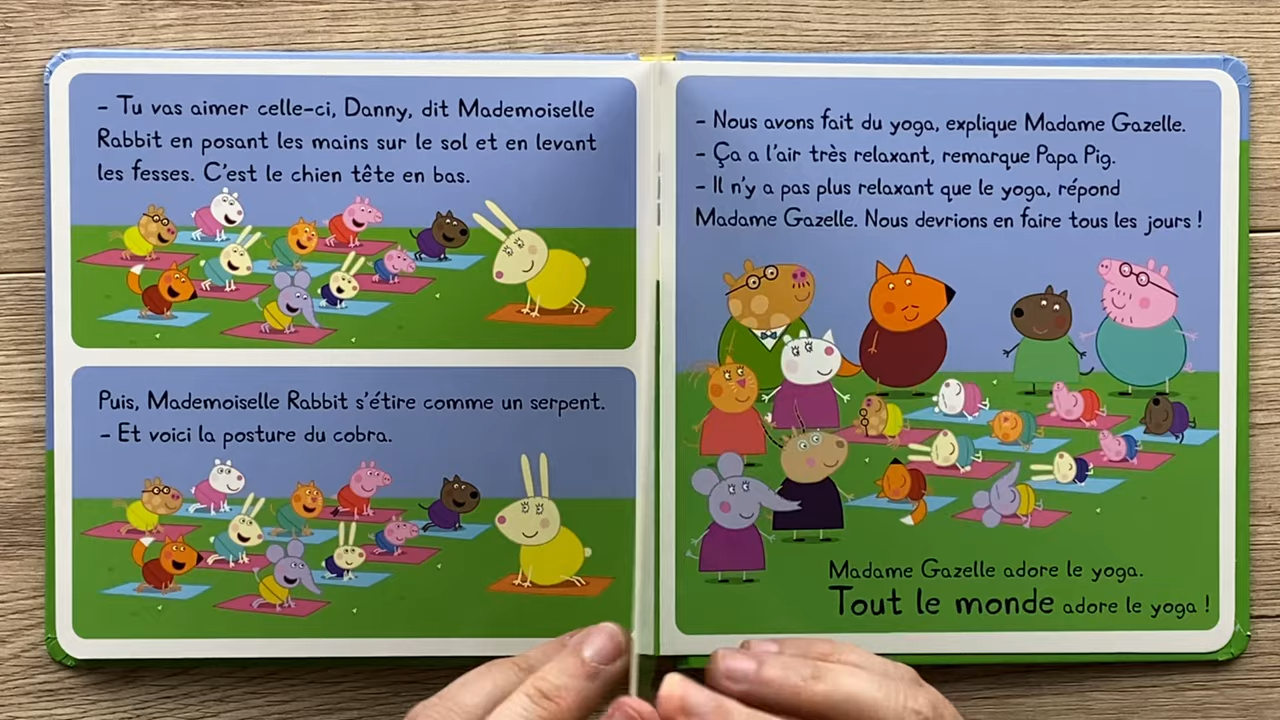 - Tu vas aimer celle-ci, Danny, dit Mademoiselle
Rabbit en posant les mains sur le sol et en levant
les fesses. C'est le chien tête en bas.
Puis, Mademoiselle Rabbit s'étire comme un serpent.
- Et voici la posture du cobra.
- Nous avons fait du yoga, explique Madame Gazelle.
- Ça a l'air très relaxant, remarque Papa Pig.
- Il n'y a pas plus relaxant que le yoga, répond
Madame Gazelle. Nous devrions en faire tous les jours !
Madame Gazelle adore le yoga.
Tout le monde adore le yoga !